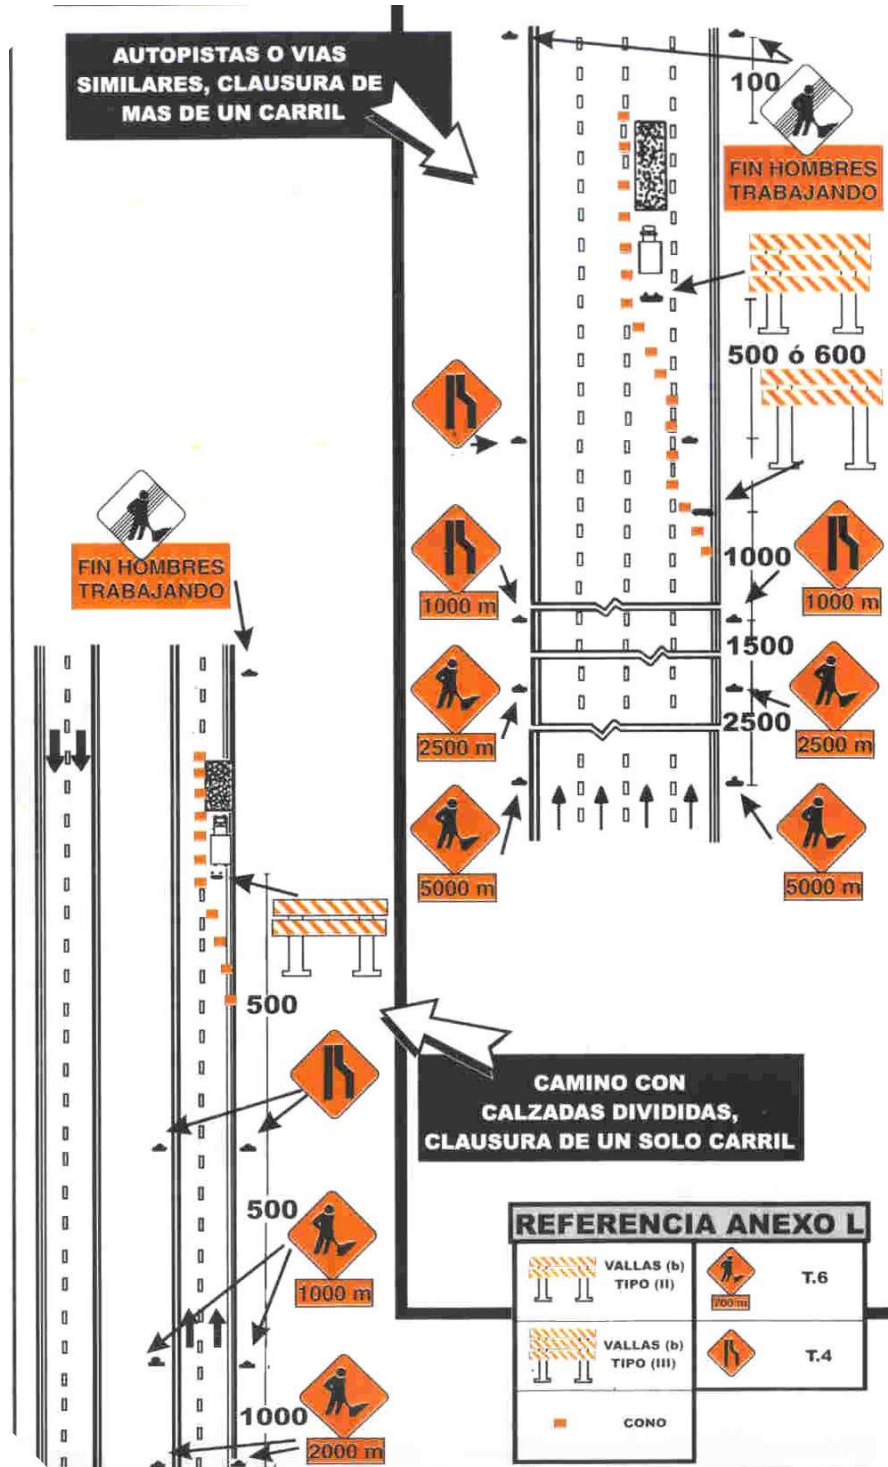 AUTOPISTAS O VIAS
SIMILARES, CLAUSURA DE
MAS DE UN CARRIL
100
FIN HOMBRES
TRABAJANDO
500 ó 600
1000
1000 m
1000 m
1500
2500 m
2500 m
2500
5000 m
5000 m
FIN HOMBRES
TRABAJANDO
500
500
1000 m
1000
2000 m
CAMINO CON
CALZADAS DIVIDIDAS,
CLAUSURA DE UN SOLO CARRIL
REFERENCIA ANEXO L
VALLAS (b)
TIPO (II)
700 m
T.6
VALLAS (b)
TIPO (III)
T.4
CONO